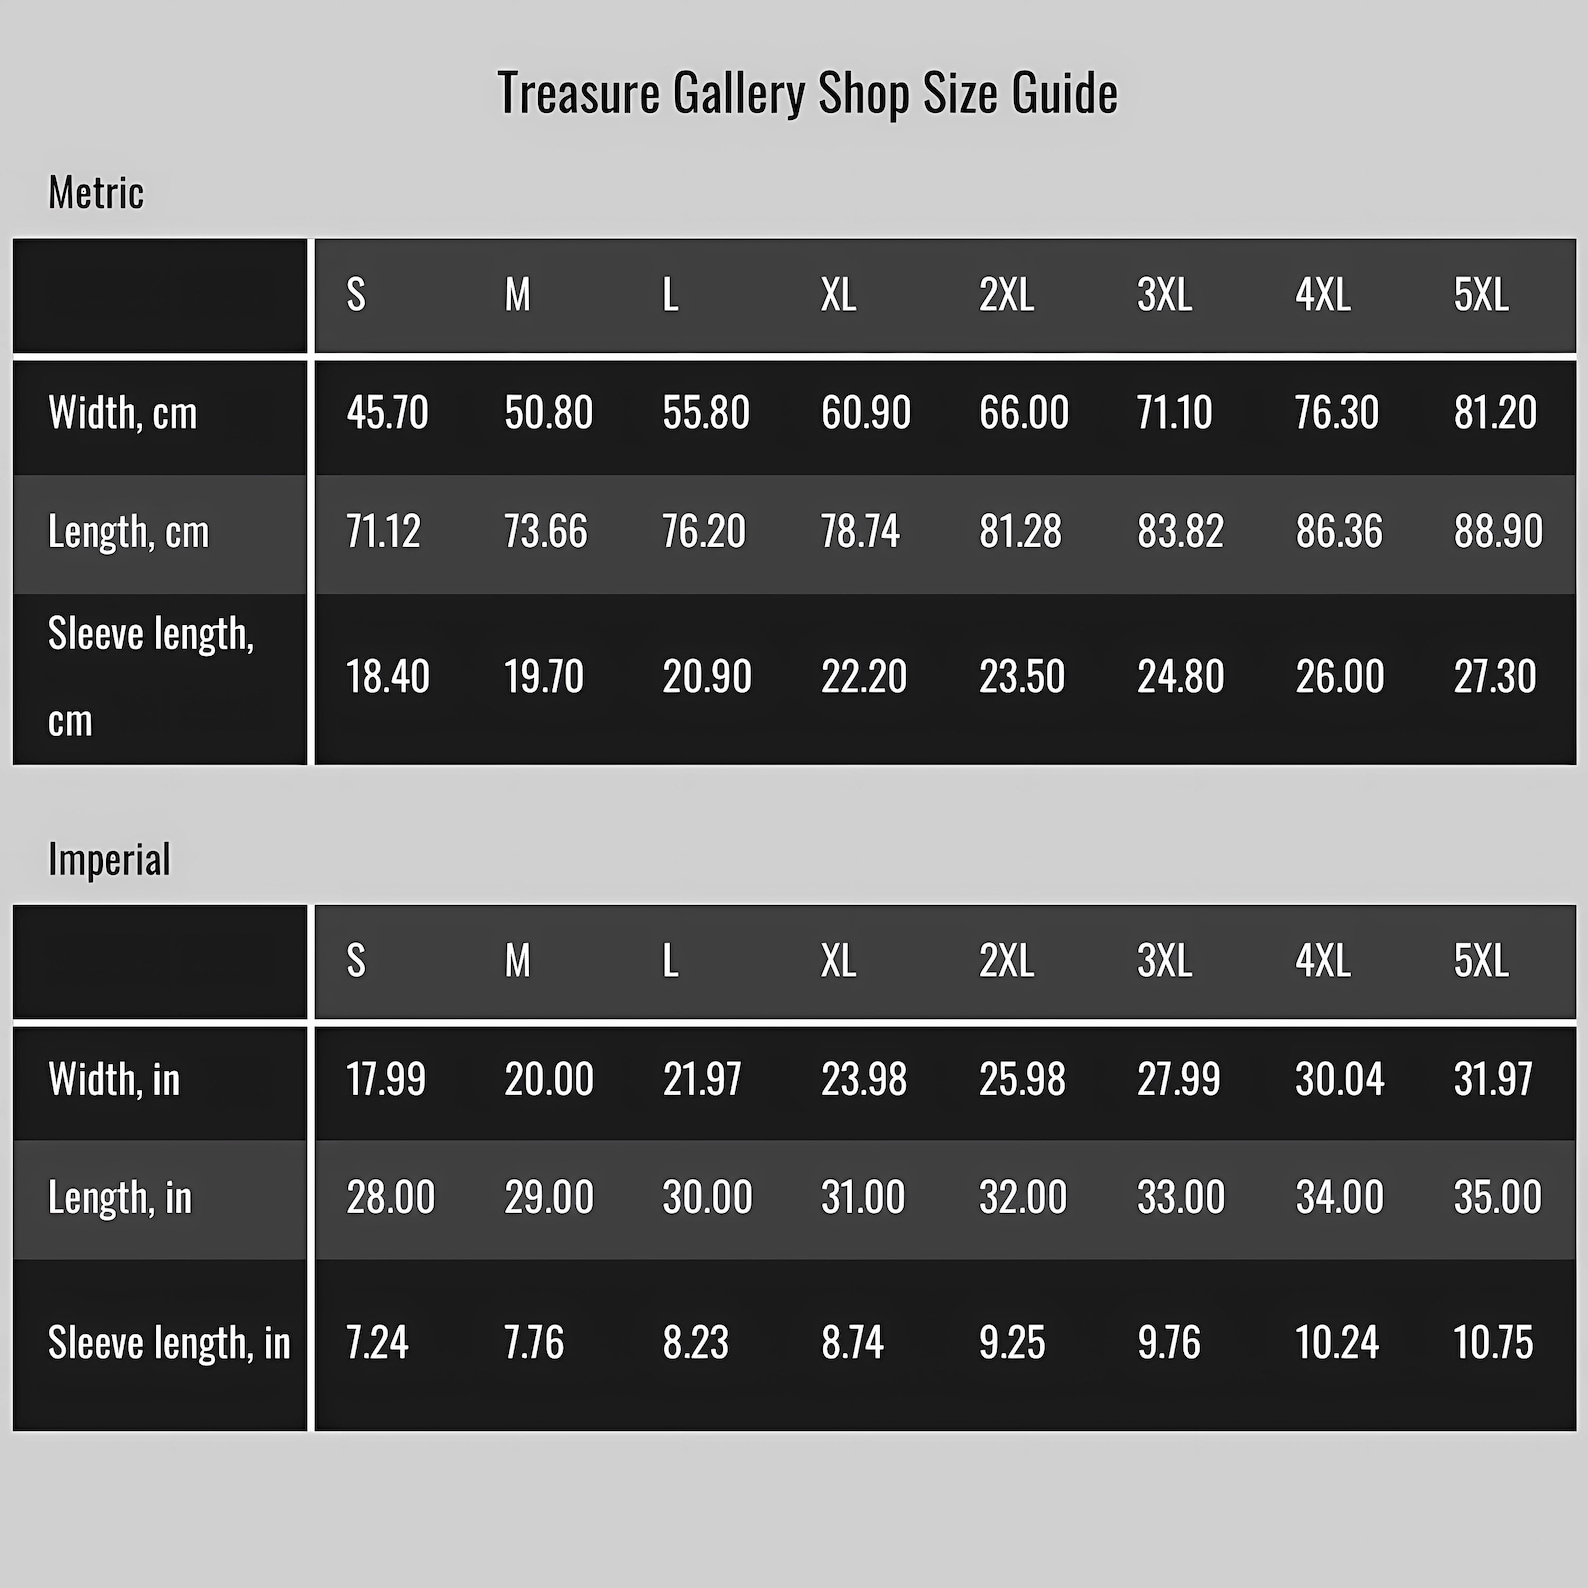 Treasure Gallery Shop Size Guide
Metric
S M L XL 2XL 3XL 4XL 5XL
Width, cm 45.70 50.80 55.80 60.90 66.00 71.10 76.30 81.20
Length, cm 71.12 73.66 76.20 78.74 81.28 83.82 86.36 88.90
Sleeve length,
cm 18.40 19.70 20.90 22.20 23.50 24.80 26.00 27.30
Imperial
S M L XL 2XL 3XL 4XL 5XL
Width, in 17.99 20.00 21.97 23.98 25.98 27.99 30.04 31.97
Length, in 28.00 29.00 30.00 31.00 32.00 33.00 34.00 35.00
Sleeve length, in 7.24 7.76 8.23 8.74 9.25 9.76 10.24 10.75